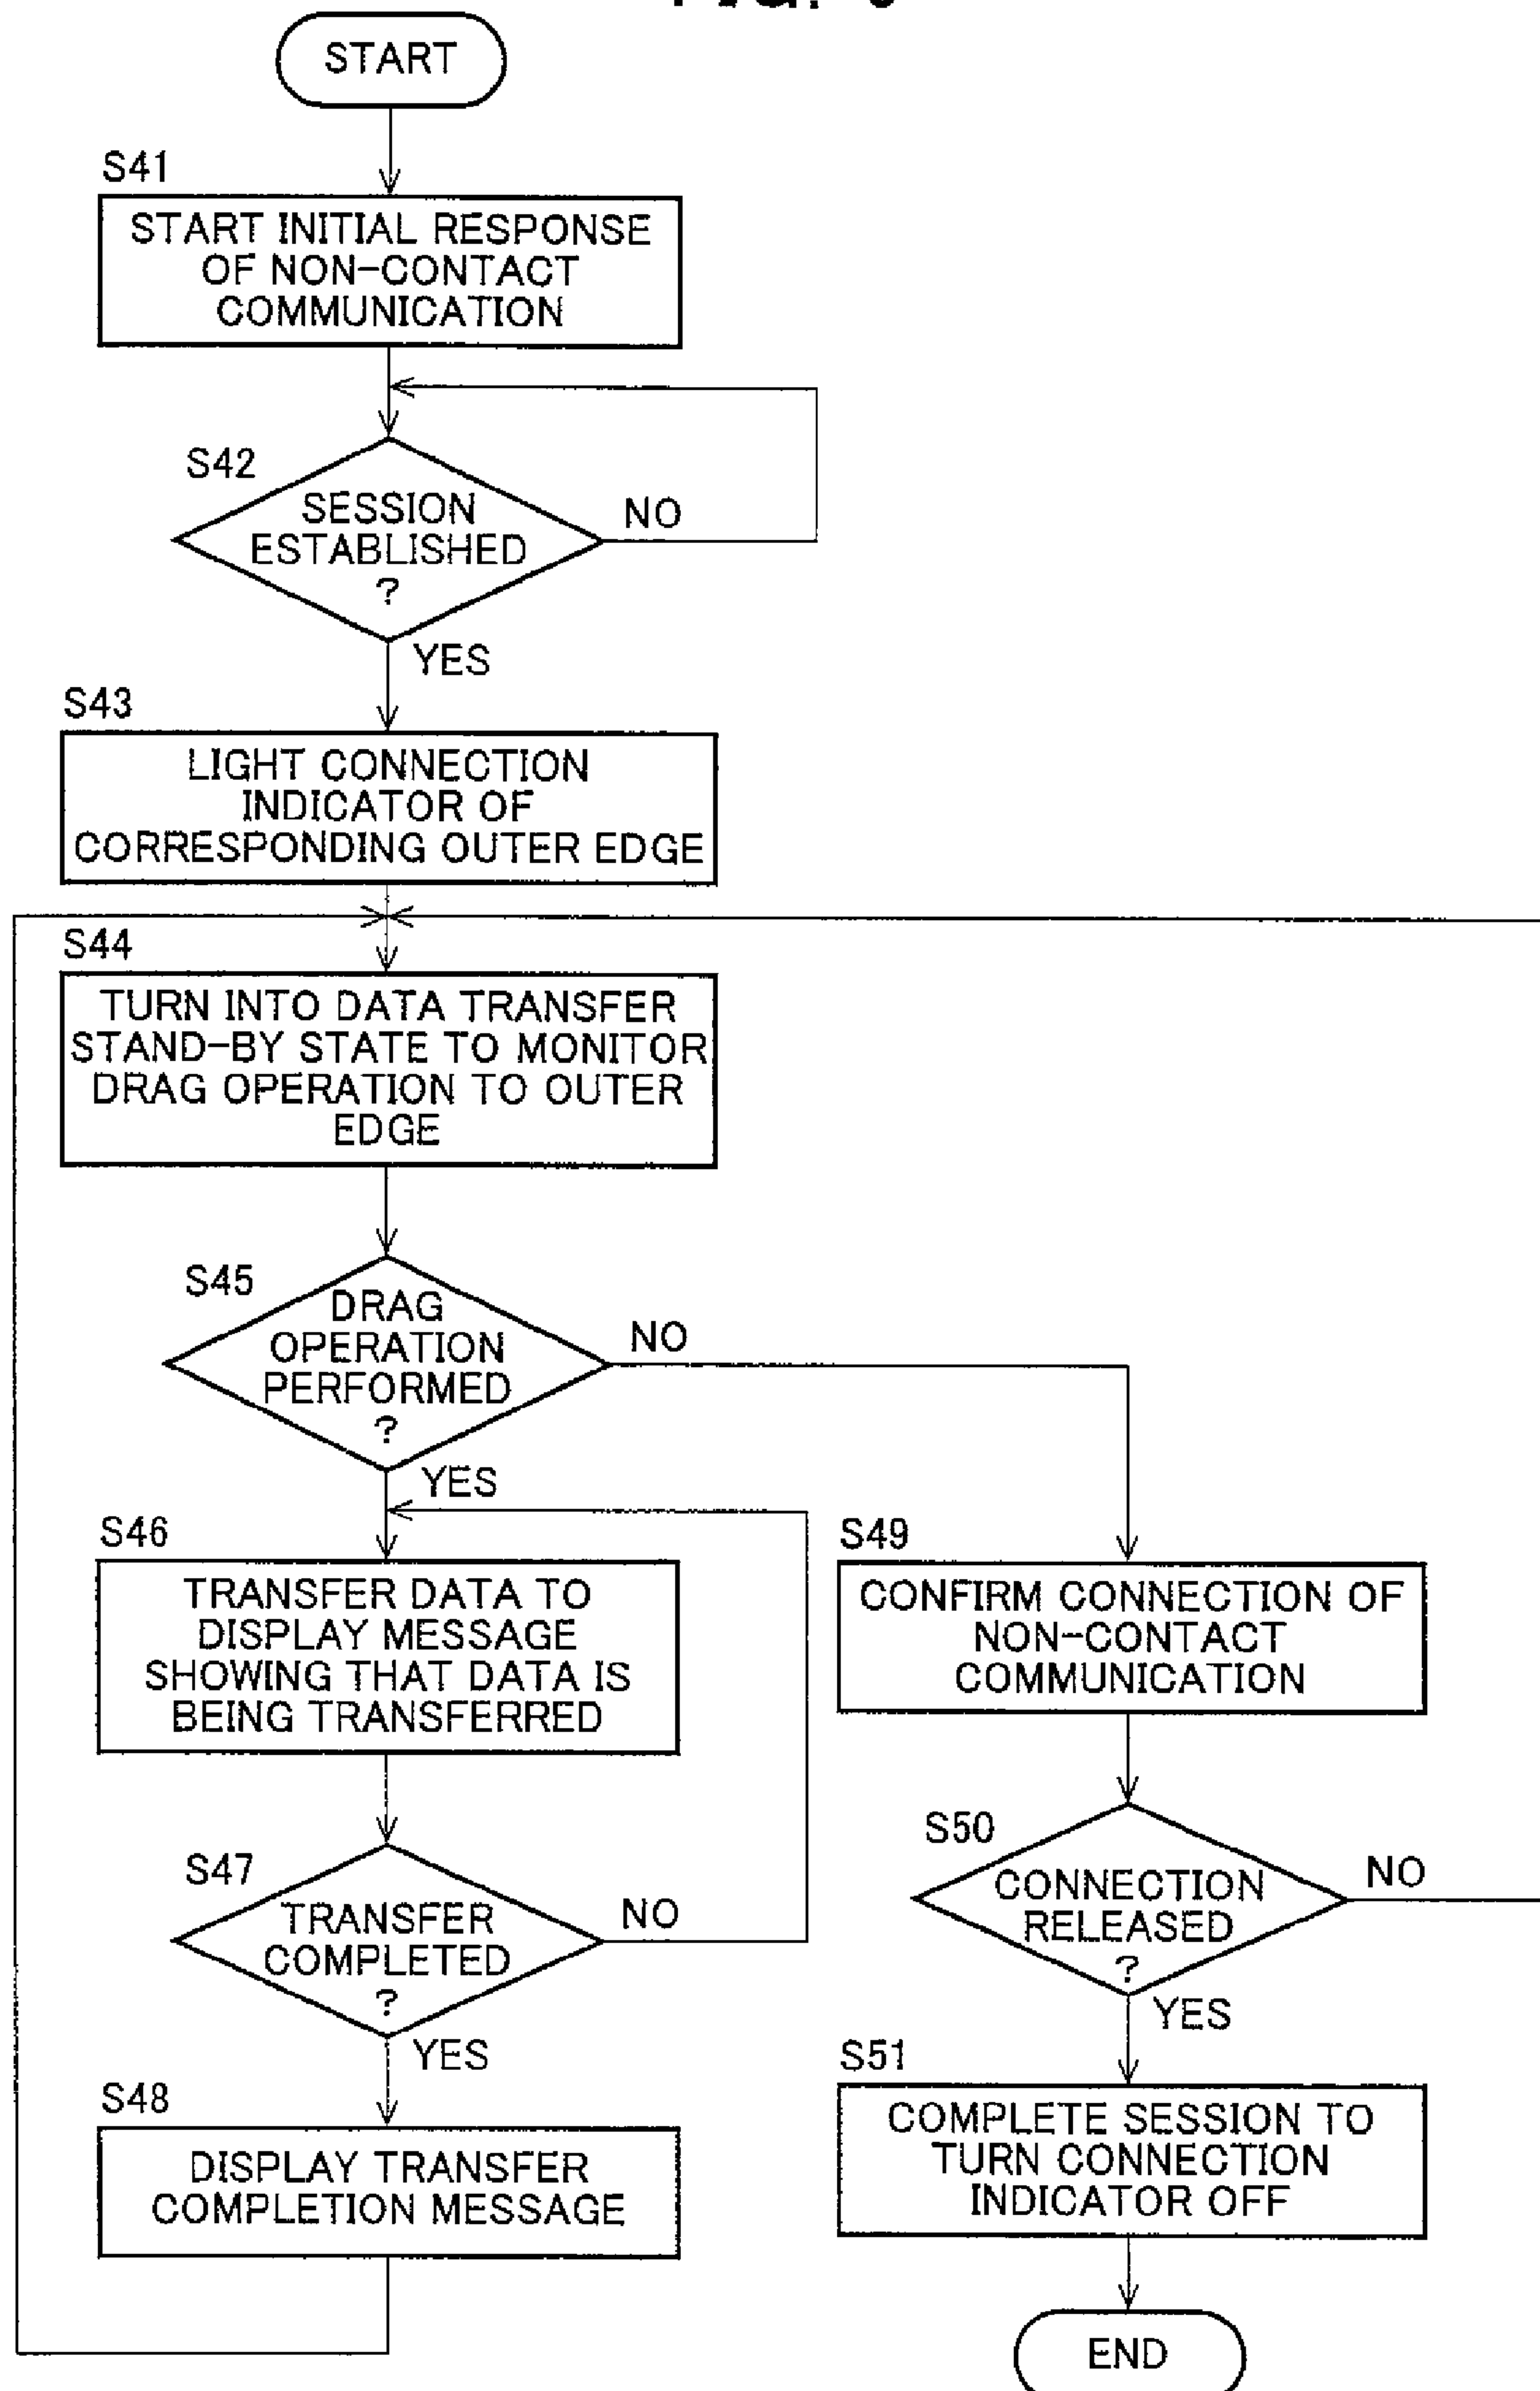 START
S41
START INITIAL RESPONSE
OF NON-CONTACT
COMMUNICATION
S42
SESSION
ESTABLISHED
?
NO
YES
S43
LIGHT CONNECTION
INDICATOR OF
CORRESPONDING OUTER EDGE
S44
TURN INTO DATA TRANSFER
STAND-BY STATE TO MONITOR
DRAG OPERATION TO OUTER
EDGE
S45
DRAG
OPERATION
PERFORMED
?
NO
YES
S46
TRANSFER DATA TO
DISPLAY MESSAGE
SHOWING THAT DATA IS
BEING TRANSFERRED
S47
TRANSFER
COMPLETED
?
NO
YES
S48
DISPLAY TRANSFER
COMPLETION MESSAGE
S49
CONFIRM CONNECTION OF
NON-CONTACT
COMMUNICATION
S50
CONNECTION
RELEASED
?
NO
YES
S51
COMPLETE SESSION TO
TURN CONNECTION
INDICATOR OFF
END